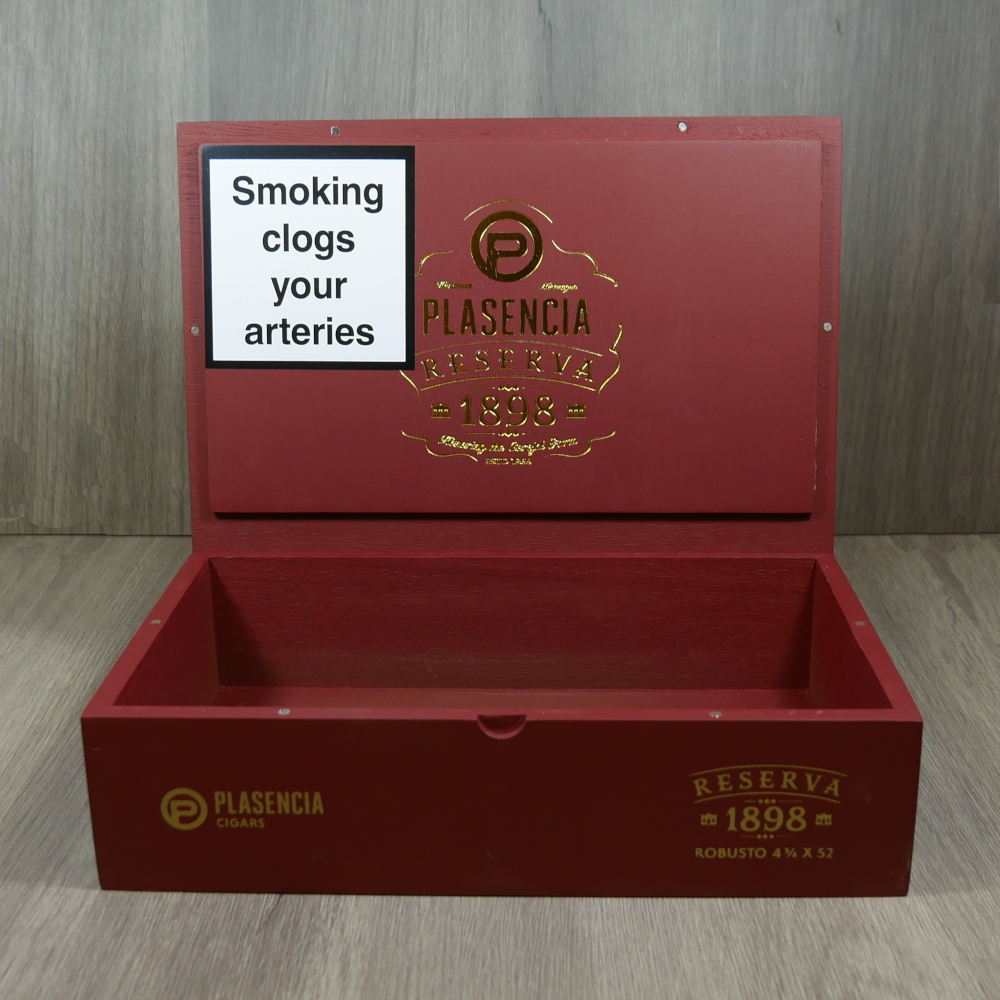 Smoking
clogs
your
arteries
P
PLASENCIA
RESERVA
1898
P PLASENCIA
CIGARS
RESERVA
1898
ROBUSTO 4 ¾ X 52